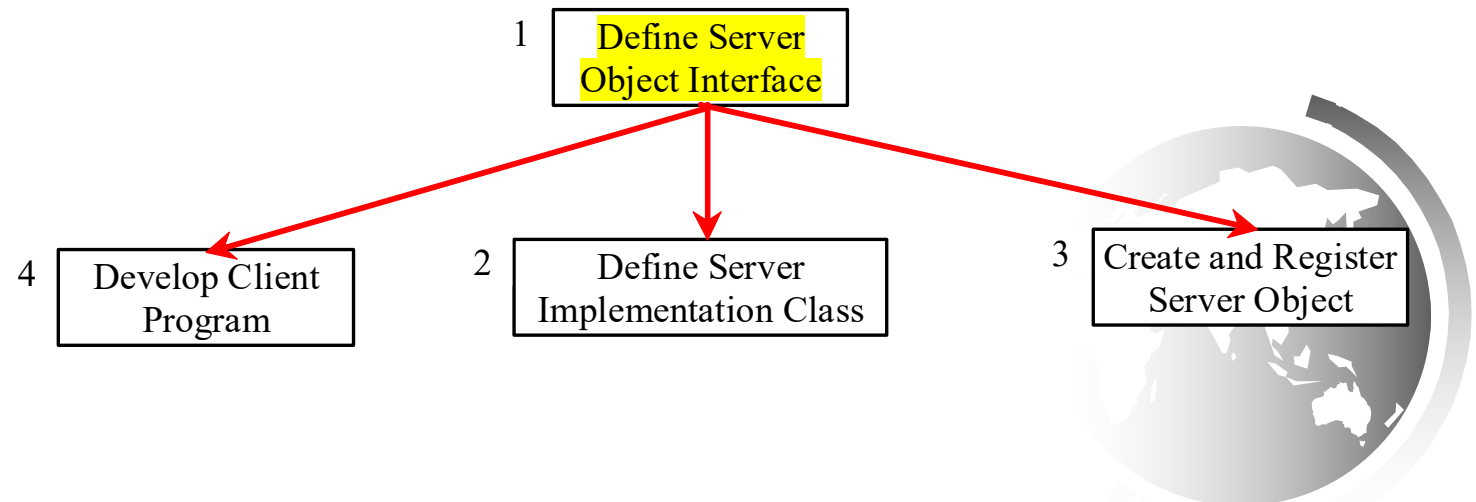 1
Define Server
Object Interface
4
Develop Client
Program
2
Define Server
Implementation Class
3
Create and Register
Server Object